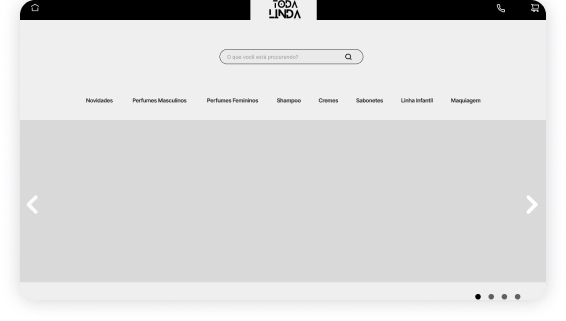 TODA
LINDA
O que você está procurando?
Novidades Perfumes Masculinos Perfumes Femininos Shampoo Cremes Sabonetes Linha Infantil Maquiagem